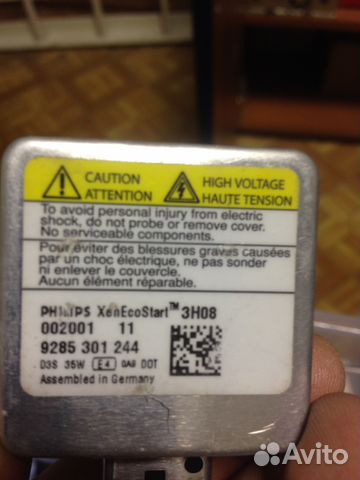 CAUTION
ATTENTION
HIGH VOLTAGE
HAUTE TENSION
To avoid personal injury from electric
shock, do not probe or remove cover.
No serviceable components.
Pour éviter des blessures graves causées
par un choc électrique, ne pas sonder
ni enlever le couvercle.
Aucun élément réparable.
PHILIPS XenEcoStart™ 3H08
002001 11
9285 301 244
D3S 35W E4 GAS DOT
Assembled in Germany
Avito